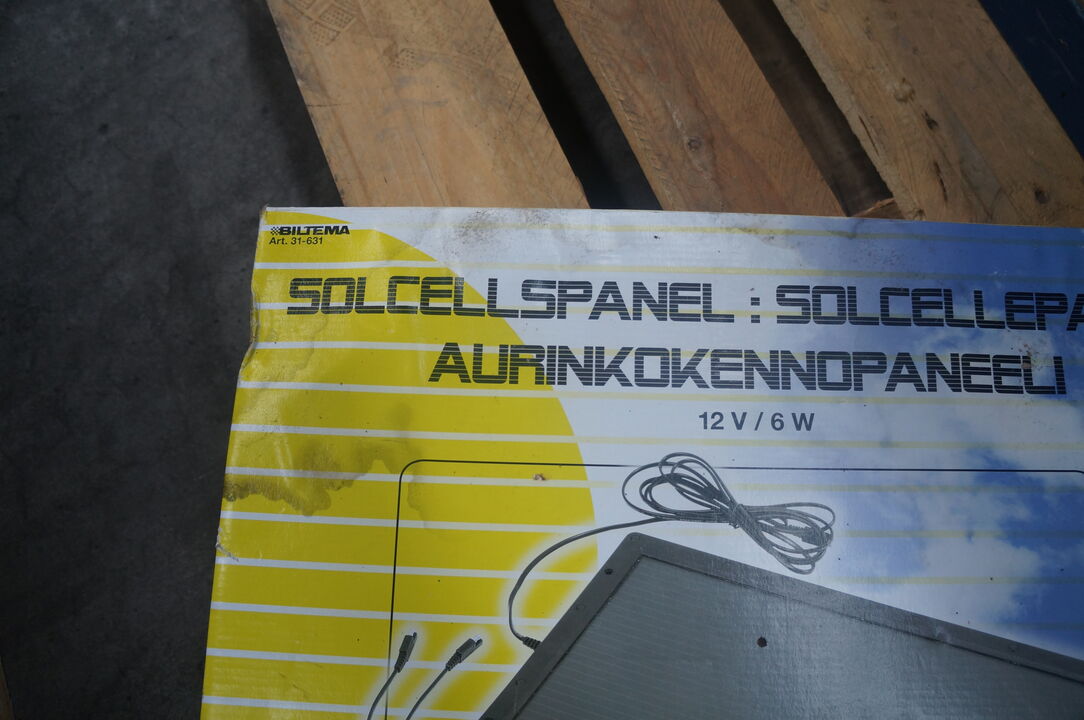 BILTEMA
Art. 31-631
SOLCELLSPANEL : SOLCELLEPA
AURINKOKENNOPANEELI
12 V / 6 W